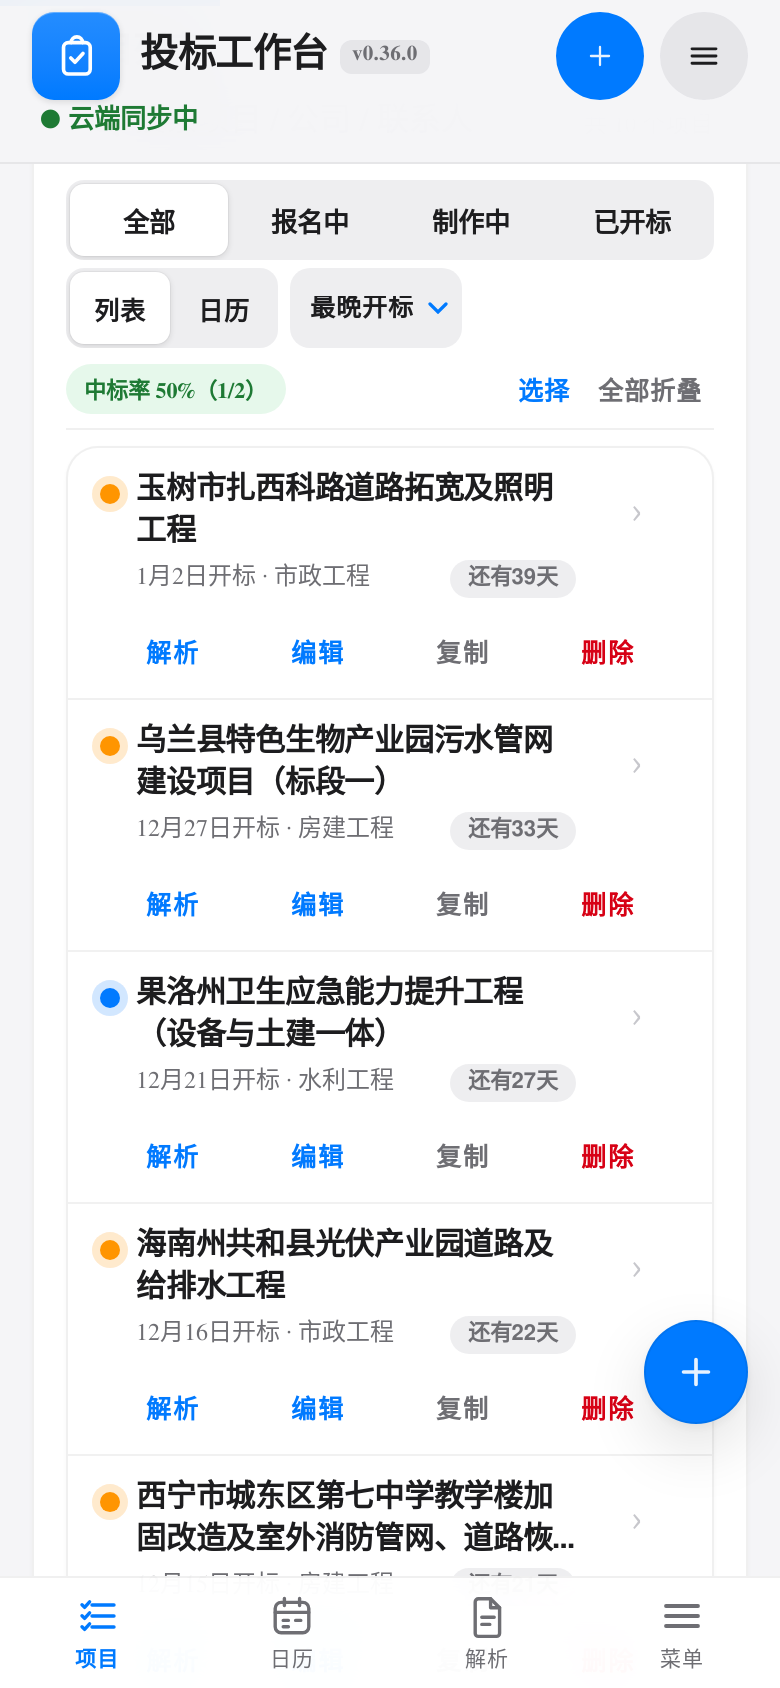 投标工作台 v0.36.0
云端同步中
全部 报名中 制作中 已开标
列表 日历 最晚开标
中标率 50%（1/2） 选择 全部折叠
玉树市扎西科路道路拓宽及照明
工程
1月2日开标 · 市政工程 还有39天
解析 编辑 复制 删除
乌兰县特色生物产业园污水管网
建设项目（标段一）
12月27日开标 · 房建工程 还有33天
解析 编辑 复制 删除
果洛州卫生应急能力提升工程
（设备与土建一体）
12月21日开标 · 水利工程 还有27天
解析 编辑 复制 删除
海南州共和县光伏产业园道路及
给排水工程
12月16日开标 · 市政工程 还有22天
解析 编辑 复制 删除
西宁市城东区第七中学教学楼加
固改造及室外消防管网、道路恢...
项目 日历 解析 菜单